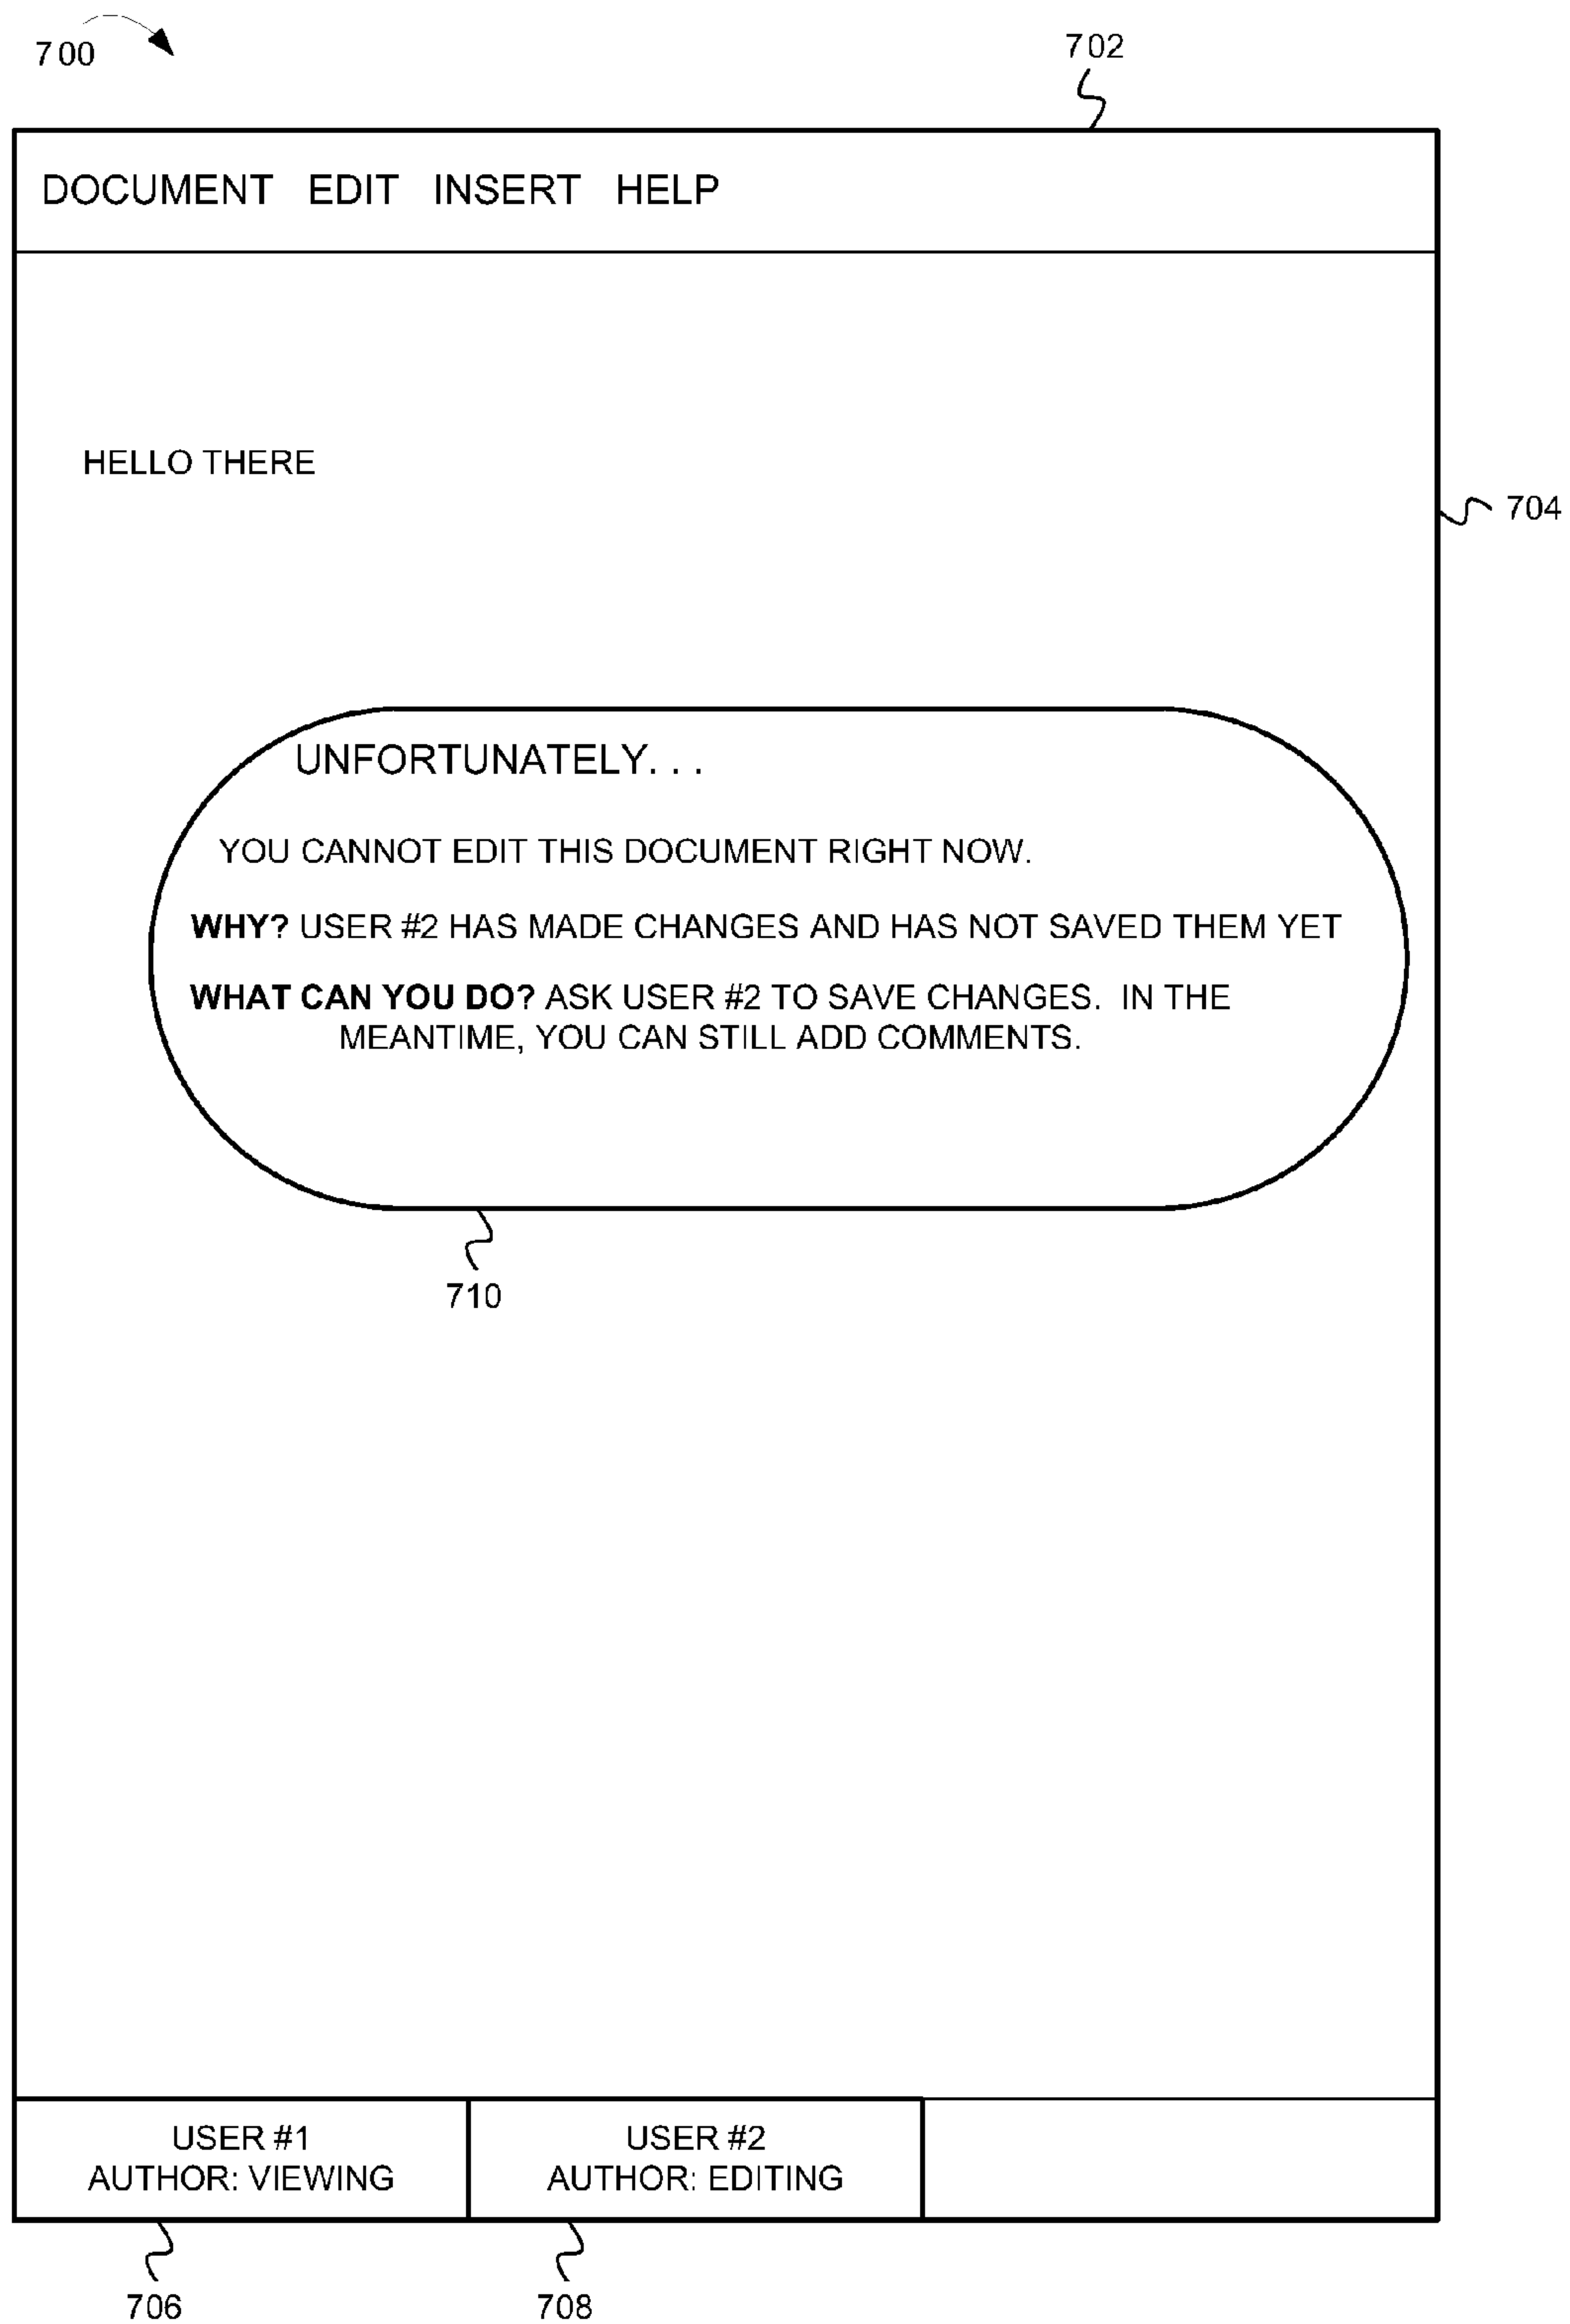 700
702
DOCUMENT EDIT INSERT HELP
HELLO THERE
704
UNFORTUNATELY. . .
YOU CANNOT EDIT THIS DOCUMENT RIGHT NOW.
WHY? USER #2 HAS MADE CHANGES AND HAS NOT SAVED THEM YET
WHAT CAN YOU DO? ASK USER #2 TO SAVE CHANGES. IN THE
MEANTIME, YOU CAN STILL ADD COMMENTS.
710
USER #1
AUTHOR: VIEWING
USER #2
AUTHOR: EDITING
706
708